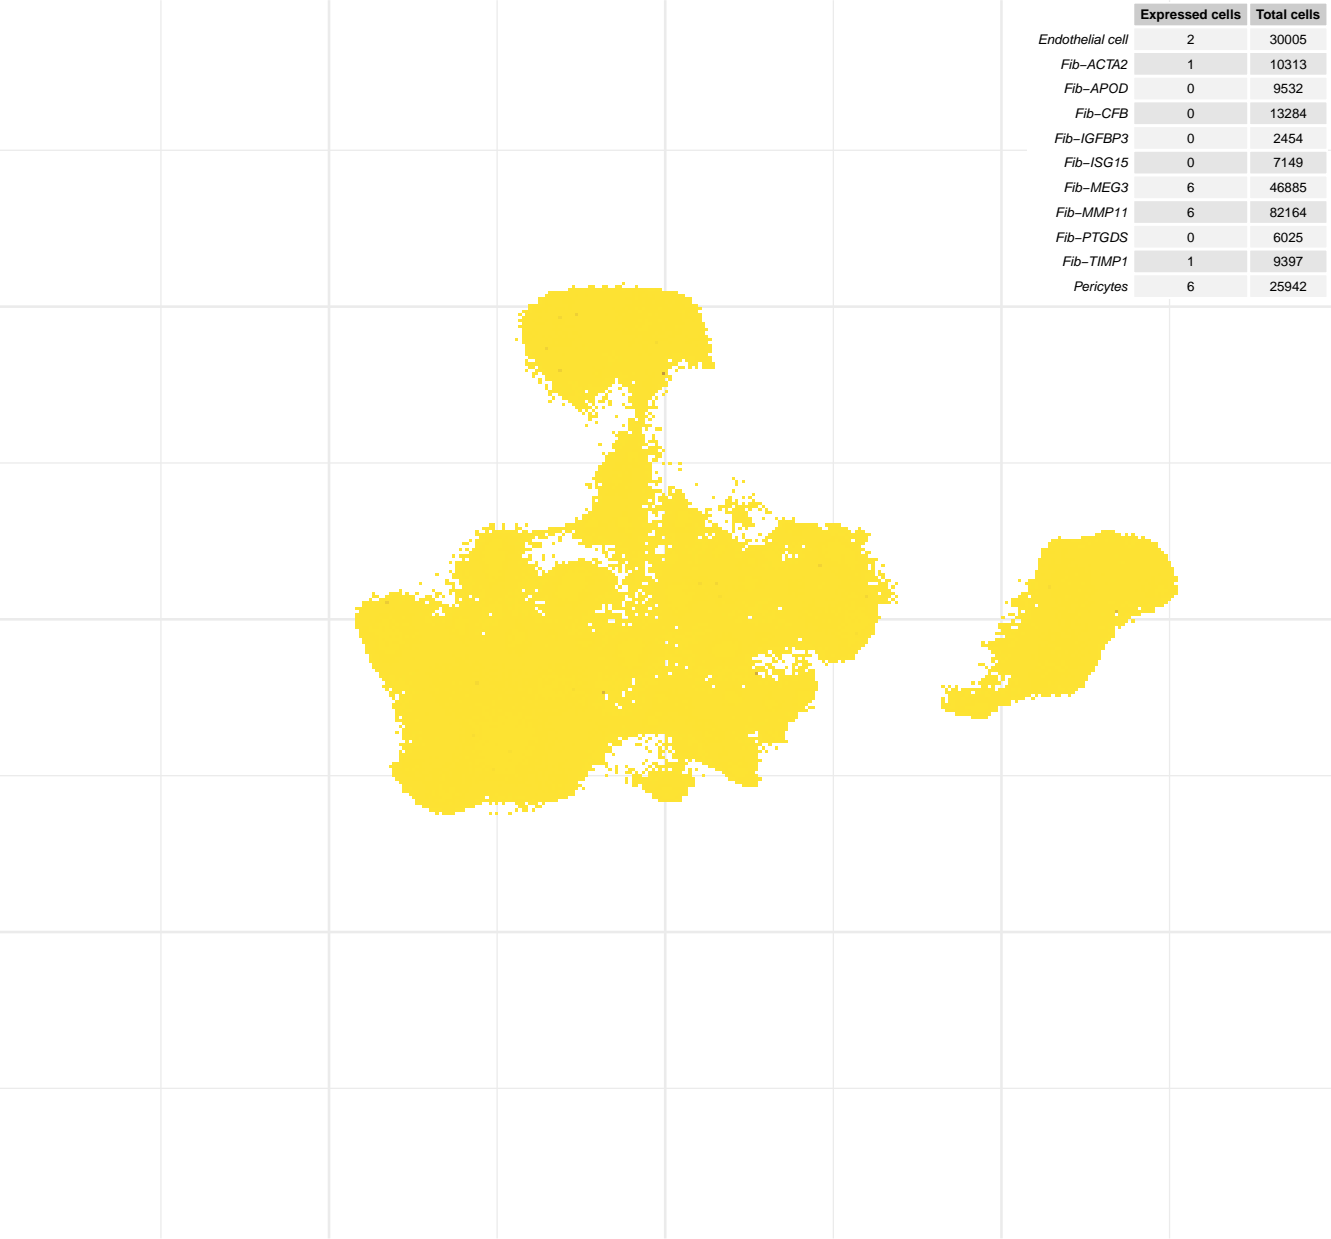 Expressed cells Total cells
Endothelial cell 2 30005
Fib−ACTA2 1 10313
Fib−APOD 0 9532
Fib−CFB 0 13284
Fib−IGFBP3 0 2454
Fib−ISG15 0 7149
Fib−MEG3 6 46885
Fib−MMP11 6 82164
Fib−PTGDS 0 6025
Fib−TIMP1 1 9397
Pericytes 6 25942